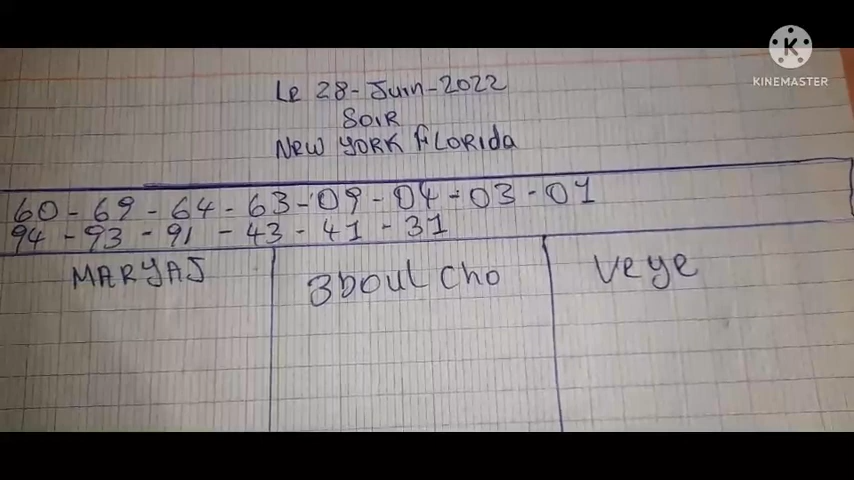 K
KINEMASTER
Le 28-Juin-2022
SOIR
NEW YORK FLORIDA
60 - 69 - 64 - 63 - 09 - 04 - 03 - 01
94 - 93 - 91 - 43 - 41 - 31
MARYAJ
3boul cho
veye